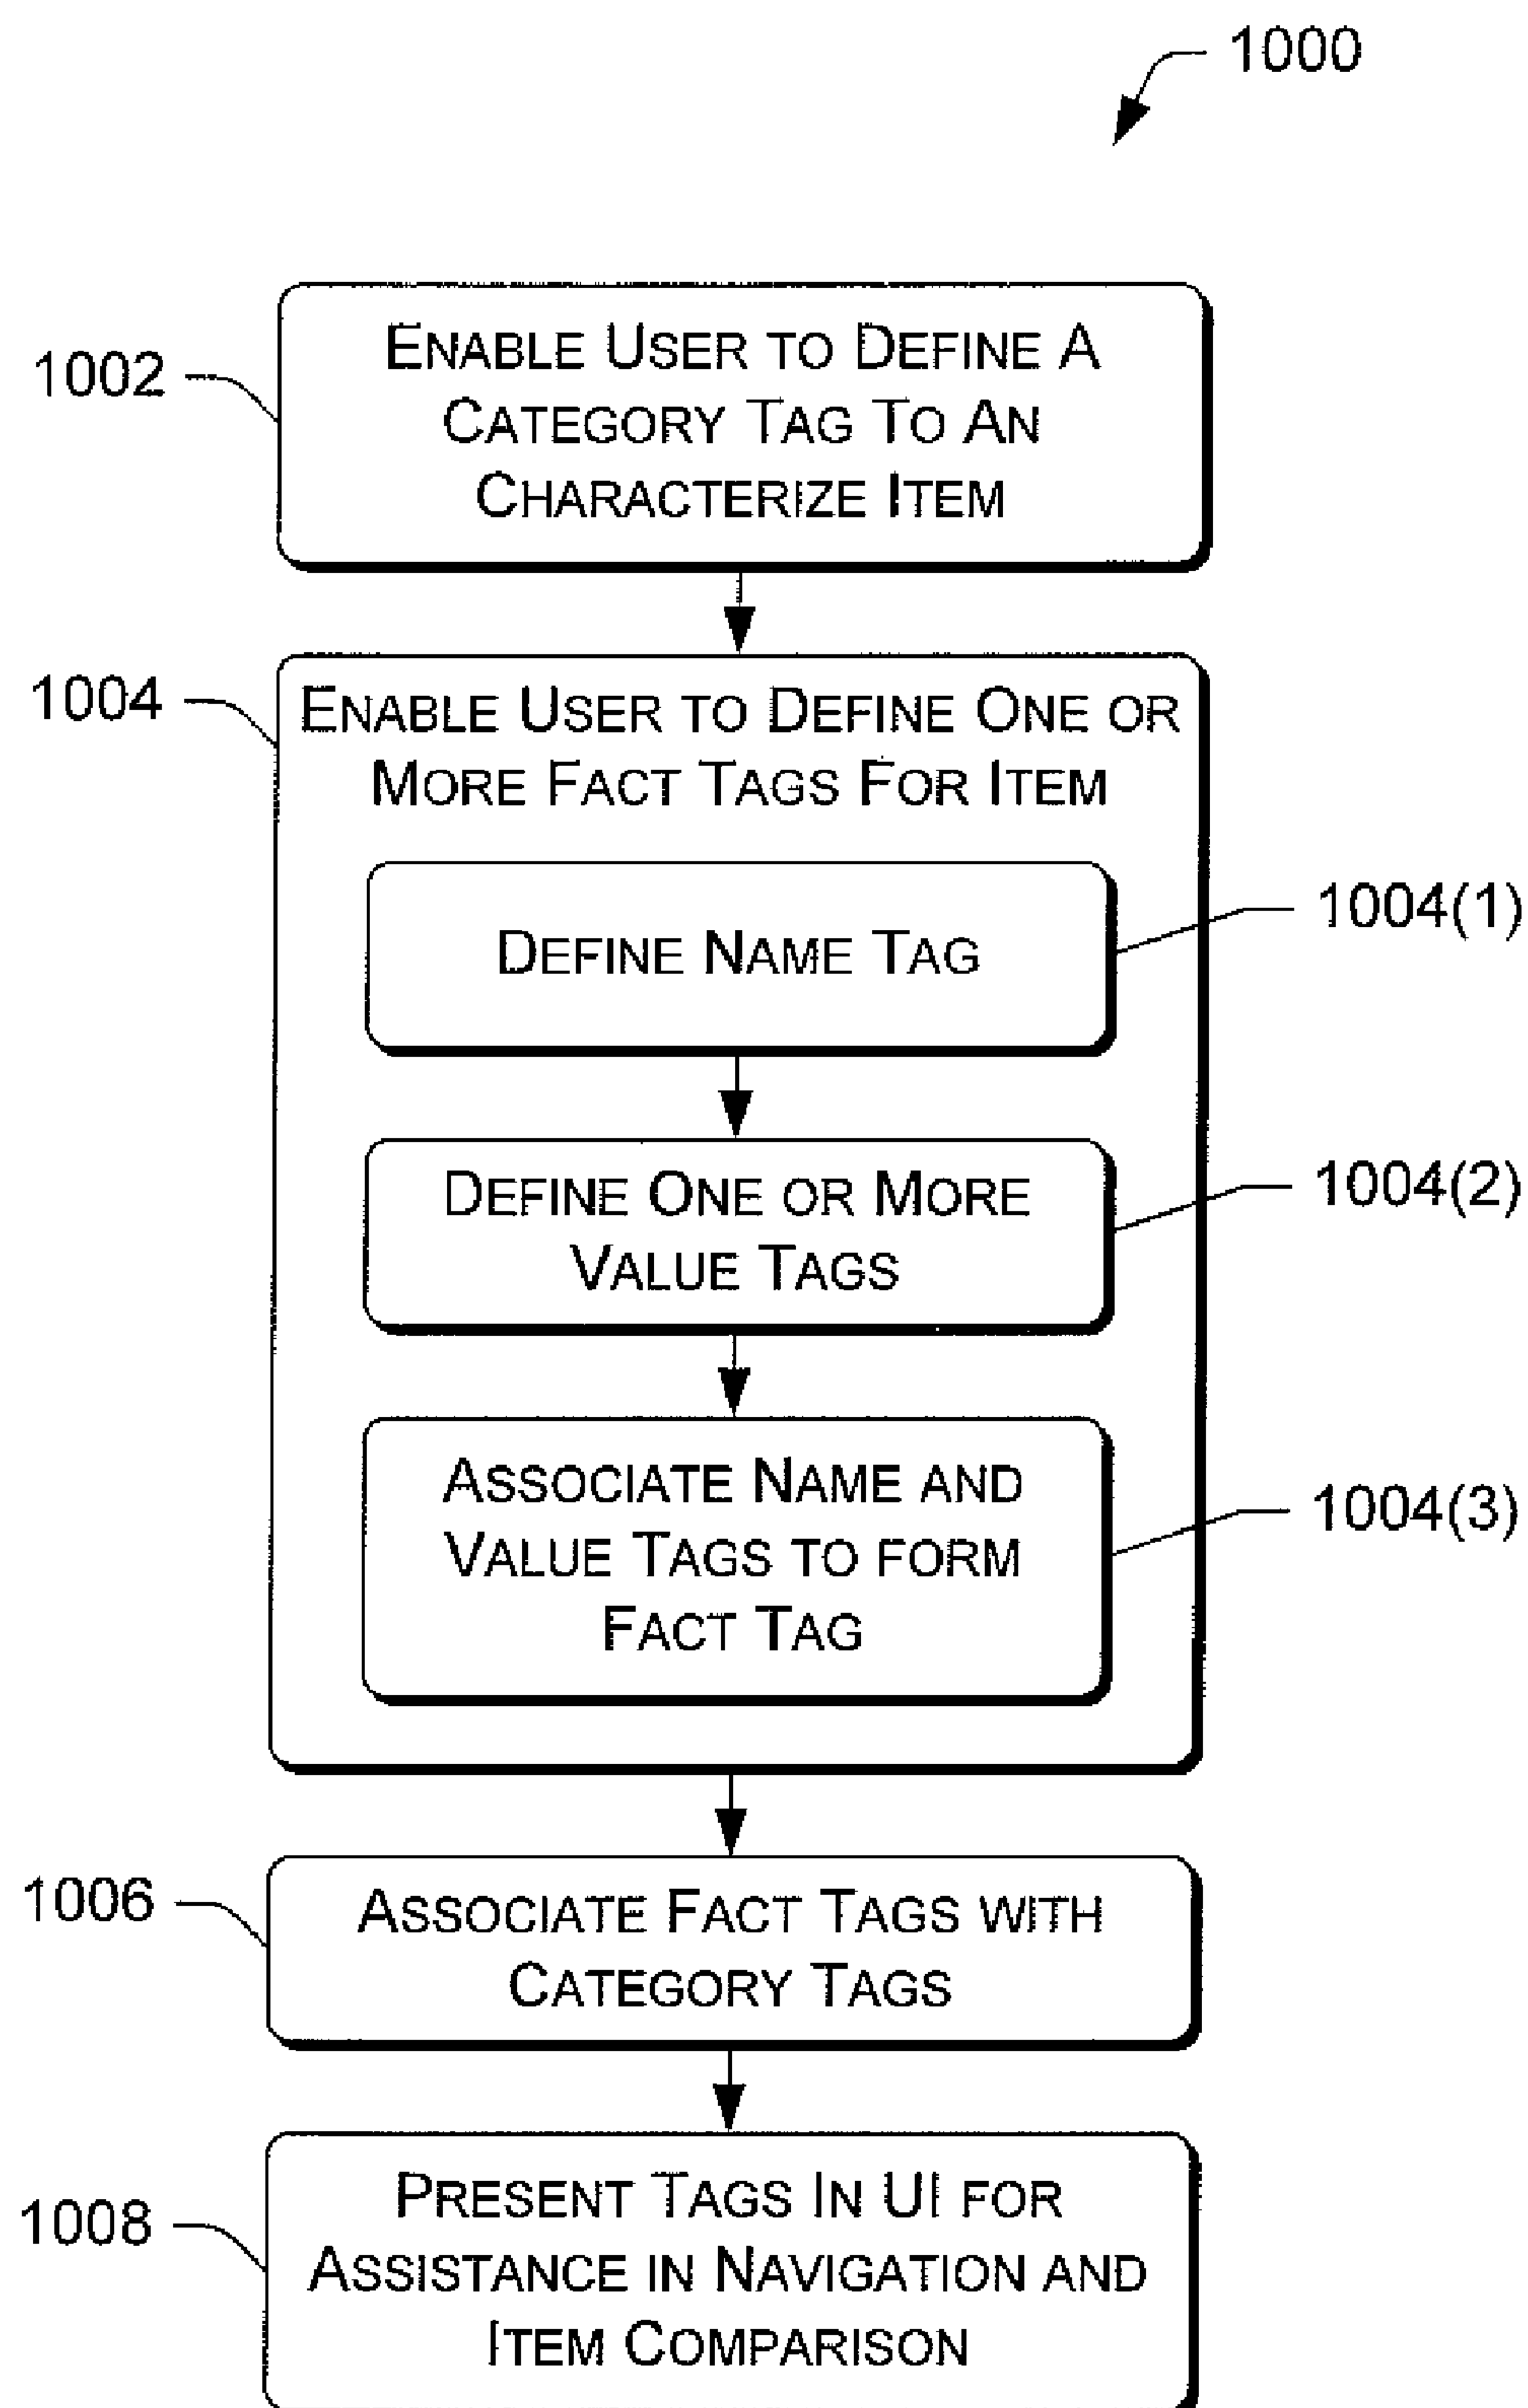 1000
1002
ENABLE USER TO DEFINE A
CATEGORY TAG TO AN
CHARACTERIZE ITEM
1004
ENABLE USER TO DEFINE ONE OR
MORE FACT TAGS FOR ITEM
DEFINE NAME TAG
1004(1)
DEFINE ONE OR MORE
VALUE TAGS
1004(2)
ASSOCIATE NAME AND
VALUE TAGS TO FORM
FACT TAG
1004(3)
1006
ASSOCIATE FACT TAGS WITH
CATEGORY TAGS
1008
PRESENT TAGS IN UI FOR
ASSISTANCE IN NAVIGATION AND
ITEM COMPARISON